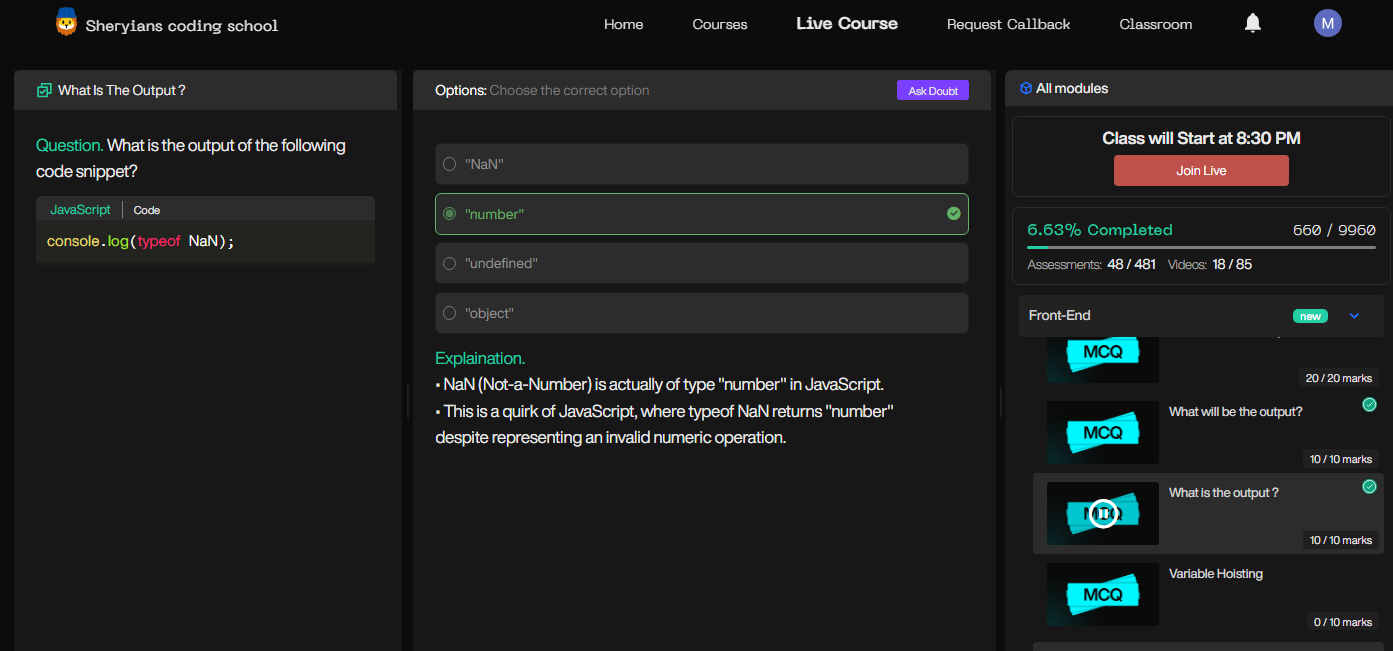 Sheryians coding school
Home
Courses
Live Course
Request Callback
Classroom
M
What Is The Output ?
Question. What is the output of the following
code snippet?
JavaScript
Code
console.log(typeof NaN);
Options: Choose the correct option
Ask Doubt
"NaN"
"number"
"undefined"
"object"
Explaination.
• NaN (Not-a-Number) is actually of type "number" in JavaScript.
• This is a quirk of JavaScript, where typeof NaN returns "number"
despite representing an invalid numeric operation.
All modules
Class will Start at 8:30 PM
Join Live
6.63% Completed
660 / 9960
Assessments: 48 / 481 Videos: 18 / 85
Front-End
new
MCQ
20 / 20 marks
MCQ
What will be the output?
10 / 10 marks
MCQ
What is the output ?
10 / 10 marks
MCQ
Variable Hoisting
0 / 10 marks